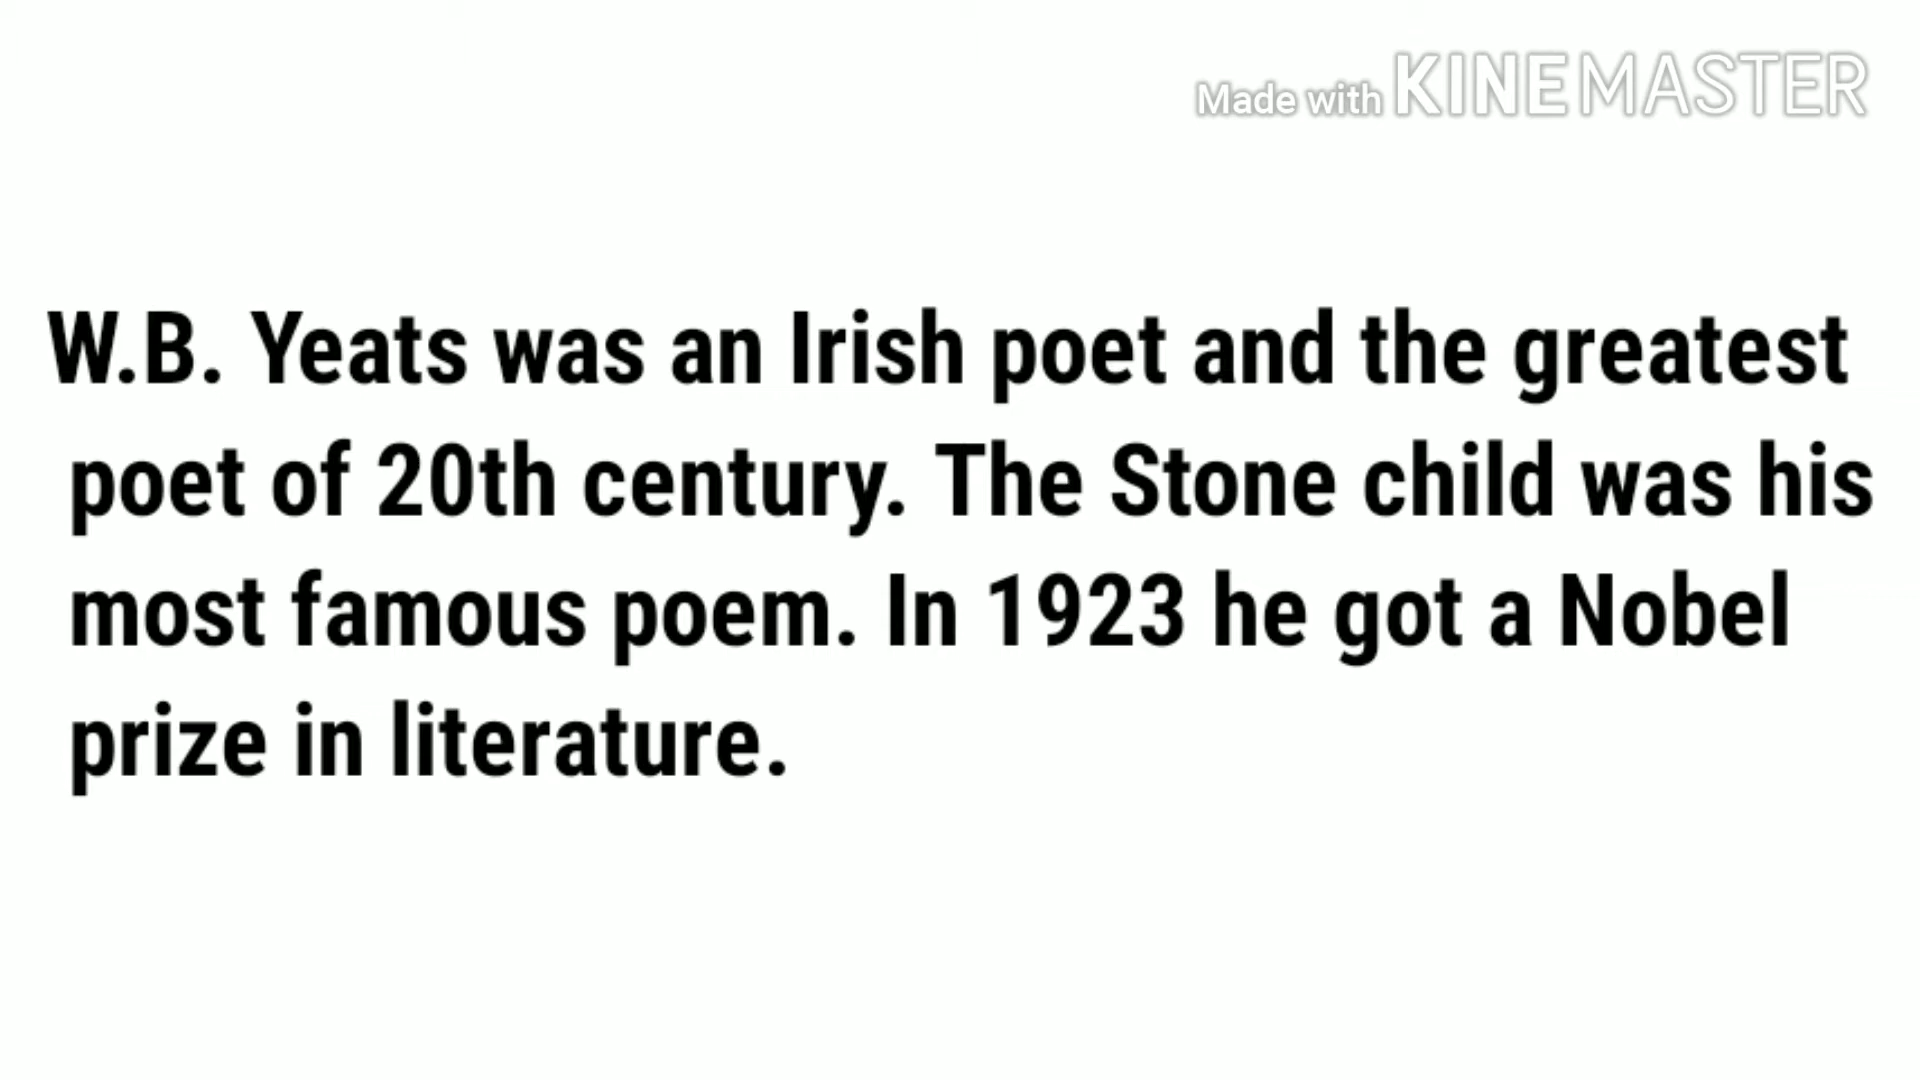 Made with KINEMASTER
W.B. Yeats was an Irish poet and the greatest
poet of 20th century. The Stone child was his
most famous poem. In 1923 he got a Nobel
prize in literature.